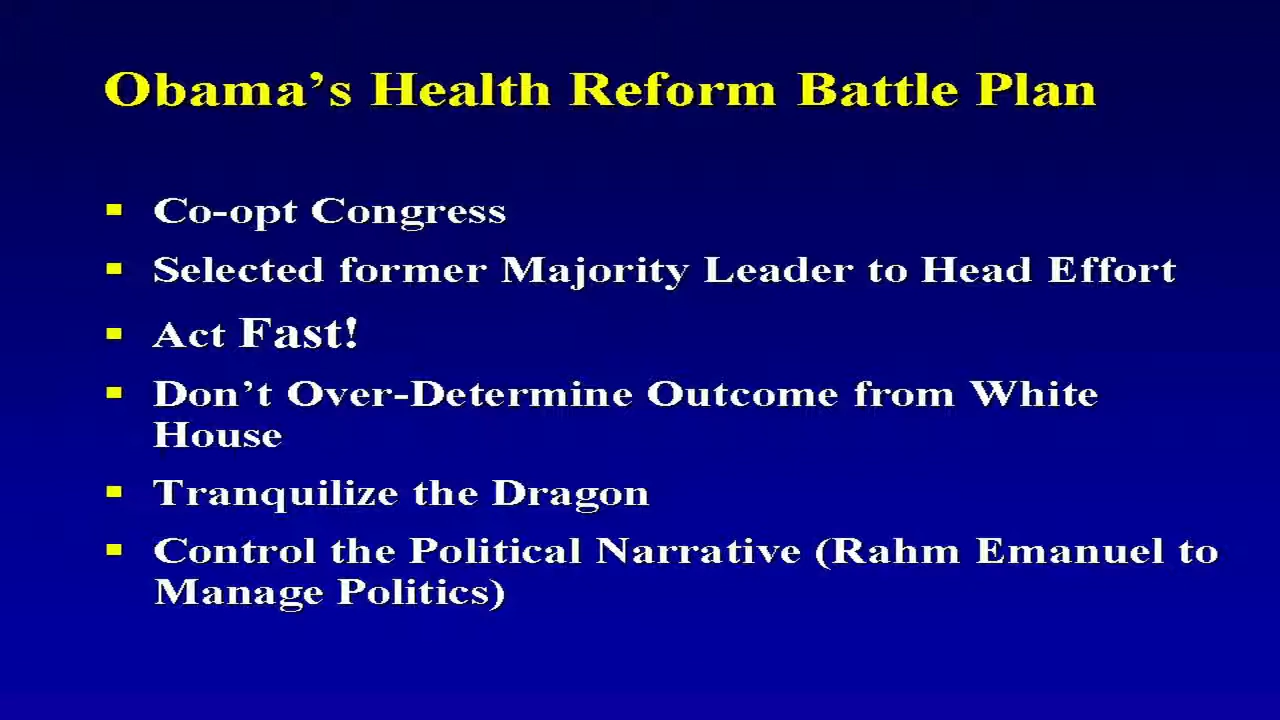 Obama’s Health Reform Battle Plan
▪ Co-opt Congress
▪ Selected former Majority Leader to Head Effort
▪ Act Fast!
▪ Don’t Over-Determine Outcome from White
House
▪ Tranquilize the Dragon
▪ Control the Political Narrative (Rahm Emanuel to
Manage Politics)